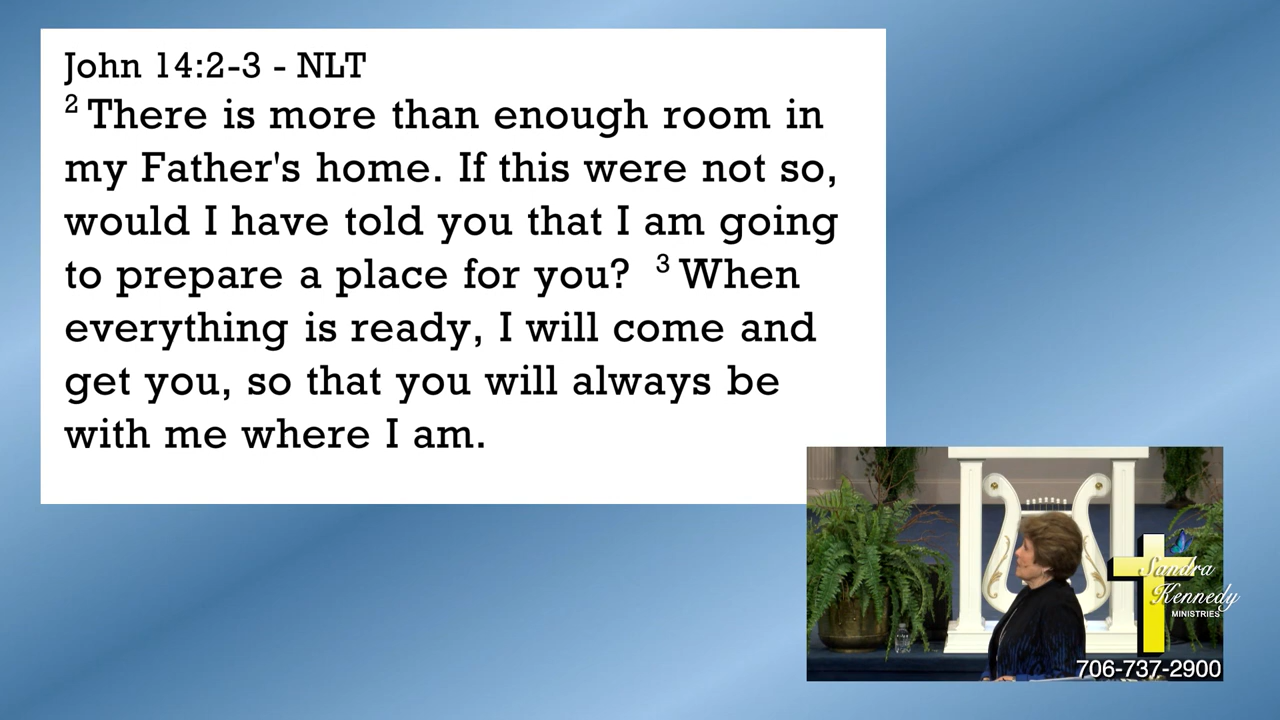 John 14:2-3 - NLT
² There is more than enough room in
my Father's home. If this were not so,
would I have told you that I am going
to prepare a place for you? ³ When
everything is ready, I will come and
get you, so that you will always be
with me where I am.
Sandra
Kennedy
MINISTRIES
706-737-2900